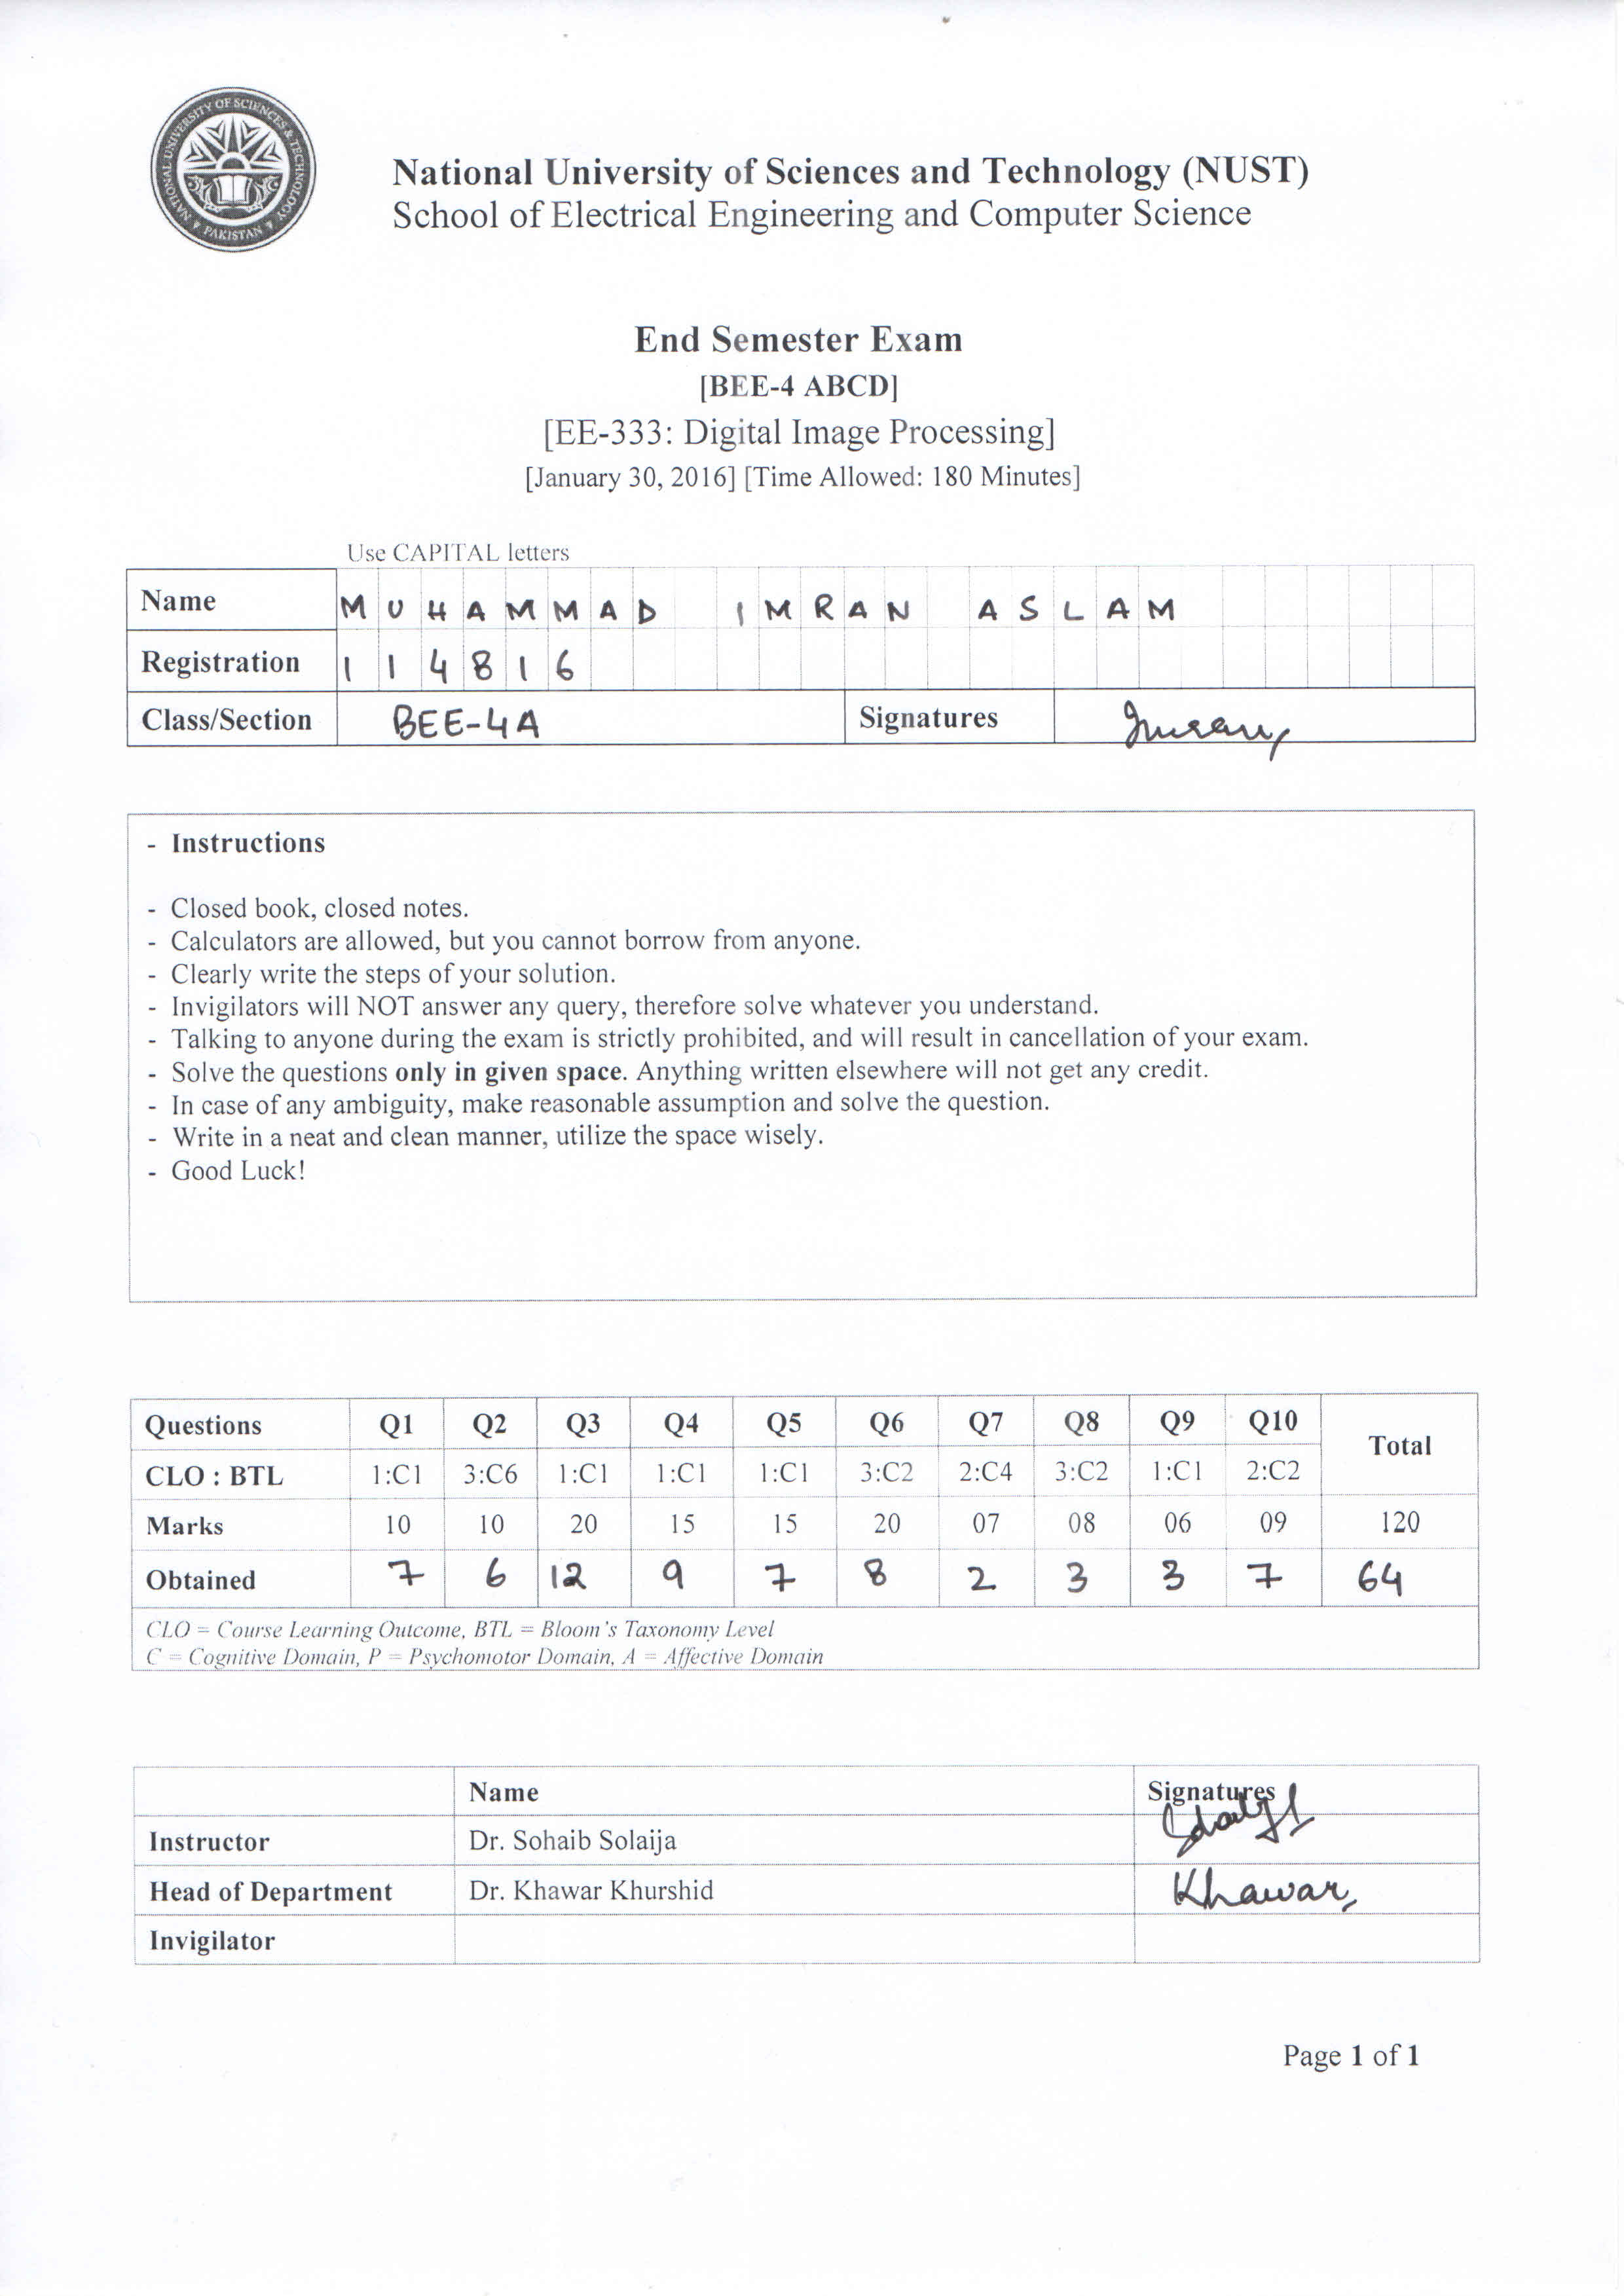 NATIONAL UNIVERSITY OF SCIENCES & TECHNOLOGY
PAKISTAN
National University of Sciences and Technology (NUST)
School of Electrical Engineering and Computer Science
End Semester Exam
[BEE-4 ABCD]
[EE-333: Digital Image Processing]
[January 30, 2016] [Time Allowed: 180 Minutes]
Use CAPITAL letters
Name MUHAMMAD IMRAN ASLAM
Registration 114816
Class/Section BEE-4A Signatures Imran
- Instructions
- Closed book, closed notes.
- Calculators are allowed, but you cannot borrow from anyone.
- Clearly write the steps of your solution.
- Invigilators will NOT answer any query, therefore solve whatever you understand.
- Talking to anyone during the exam is strictly prohibited, and will result in cancellation of your exam.
- Solve the questions only in given space. Anything written elsewhere will not get any credit.
- In case of any ambiguity, make reasonable assumption and solve the question.
- Write in a neat and clean manner, utilize the space wisely.
- Good Luck!
Questions Q1 Q2 Q3 Q4 Q5 Q6 Q7 Q8 Q9 Q10 Total
CLO : BTL 1:C1 3:C6 1:C1 1:C1 1:C1 3:C2 2:C4 3:C2 1:C1 2:C2
Marks 10 10 20 15 15 20 07 08 06 09 120
Obtained 7 6 12 9 7 8 2 3 3 7 64
CLO = Course Learning Outcome, BTL = Bloom's Taxonomy Level
C = Cognitive Domain, P = Psychomotor Domain, A = Affective Domain
Name Signatures
Instructor Dr. Sohaib Solaija
Head of Department Dr. Khawar Khurshid Khawar
Invigilator
Page 1 of 1